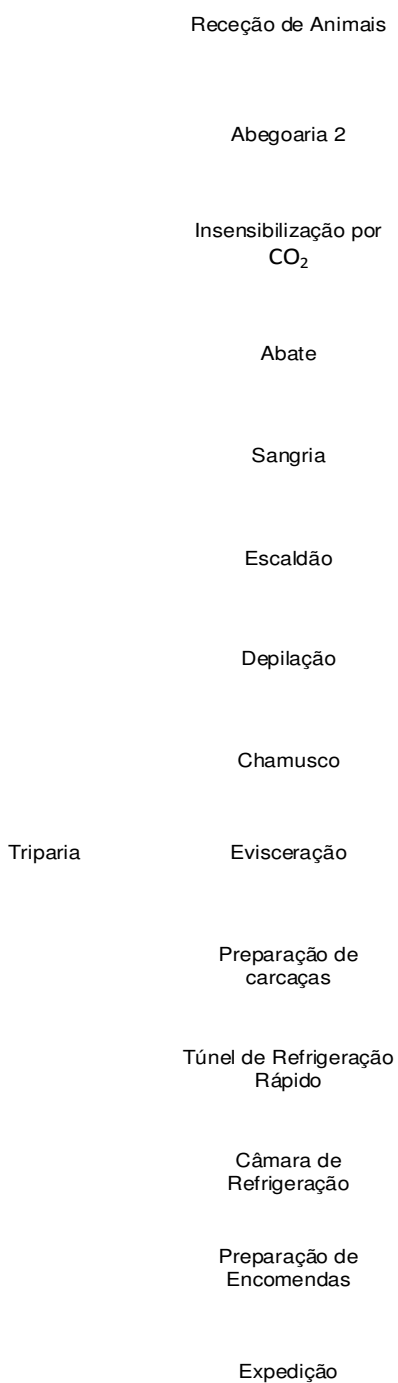 Receção de Animais
Abegoaria 2
Insensibilização por
CO₂
Abate
Sangria
Escaldão
Depilação
Chamusco
Triparia
Evisceração
Preparação de
carcaças
Túnel de Refrigeração
Rápido
Câmara de
Refrigeração
Preparação de
Encomendas
Expedição